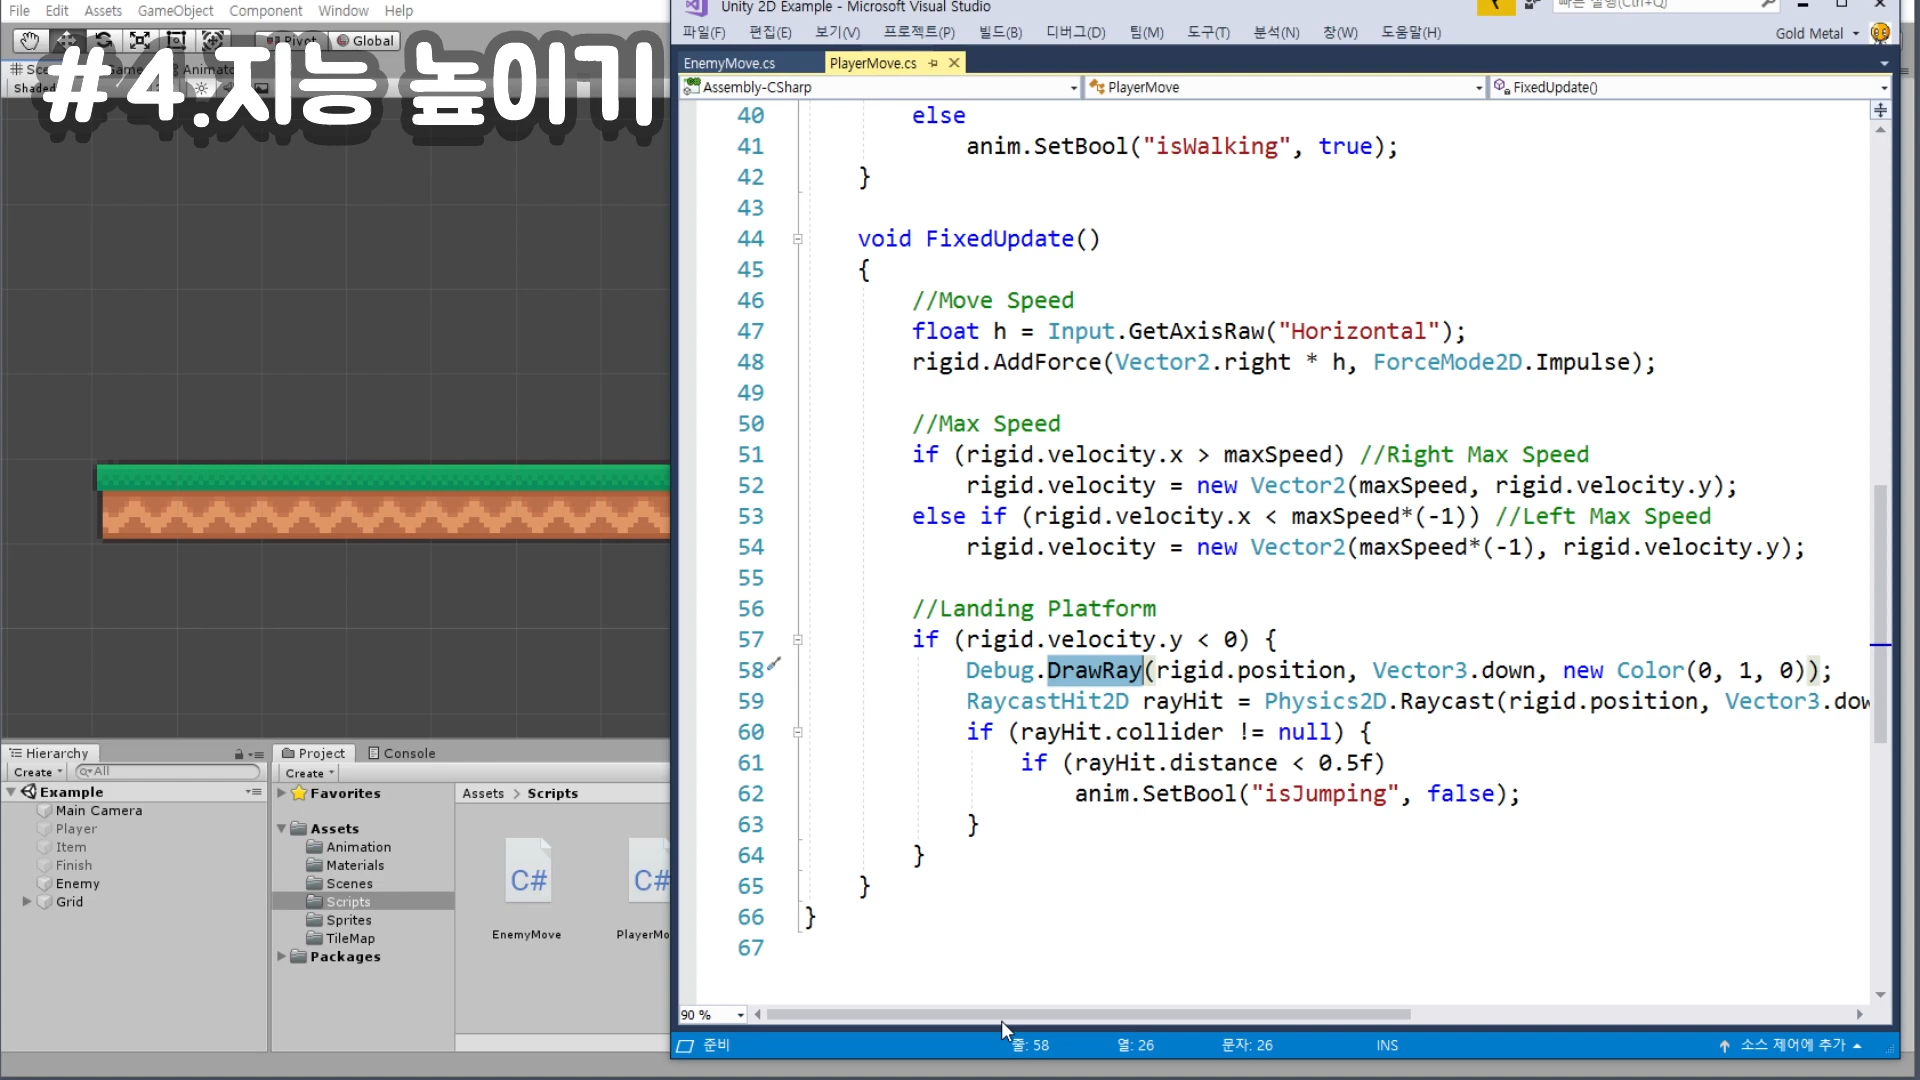 File Edit Assets GameObject Component Window Help
Pivot Global
Shaded
#4.지능 높이기
Unity 2D Example - Microsoft Visual Studio
빠른 실행(Ctrl+Q)
파일(F) 편집(E) 보기(V) 프로젝트(P) 빌드(B) 디버그(D) 팀(M) 도구(T) 분석(N) 창(W) 도움말(H)
Gold Metal
EnemyMove.cs PlayerMove.cs
Assembly-CSharp PlayerMove FixedUpdate()
40 else
41 anim.SetBool("isWalking", true);
42 }
43
44 void FixedUpdate()
45 {
46 //Move Speed
47 float h = Input.GetAxisRaw("Horizontal");
48 rigid.AddForce(Vector2.right * h, ForceMode2D.Impulse);
49
50 //Max Speed
51 if (rigid.velocity.x > maxSpeed) //Right Max Speed
52 rigid.velocity = new Vector2(maxSpeed, rigid.velocity.y);
53 else if (rigid.velocity.x < maxSpeed*(-1)) //Left Max Speed
54 rigid.velocity = new Vector2(maxSpeed*(-1), rigid.velocity.y);
55
56 //Landing Platform
57 if (rigid.velocity.y < 0) {
58 Debug.DrawRay(rigid.position, Vector3.down, new Color(0, 1, 0));
59 RaycastHit2D rayHit = Physics2D.Raycast(rigid.position, Vector3.dow
60 if (rayHit.collider != null) {
61 if (rayHit.distance < 0.5f)
62 anim.SetBool("isJumping", false);
63 }
64 }
65 }
66 }
67
90 %
준비 줄: 58 열: 26 문자: 26 INS 소스 제어에 추가
Hierarchy
Create All
Example
Main Camera
Player
Item
Finish
Enemy
Grid
Project Console
Create
Favorites
Assets
Animation
Materials
Scenes
Scripts
Sprites
TileMap
Packages
Assets > Scripts
C# C#
EnemyMove PlayerMo